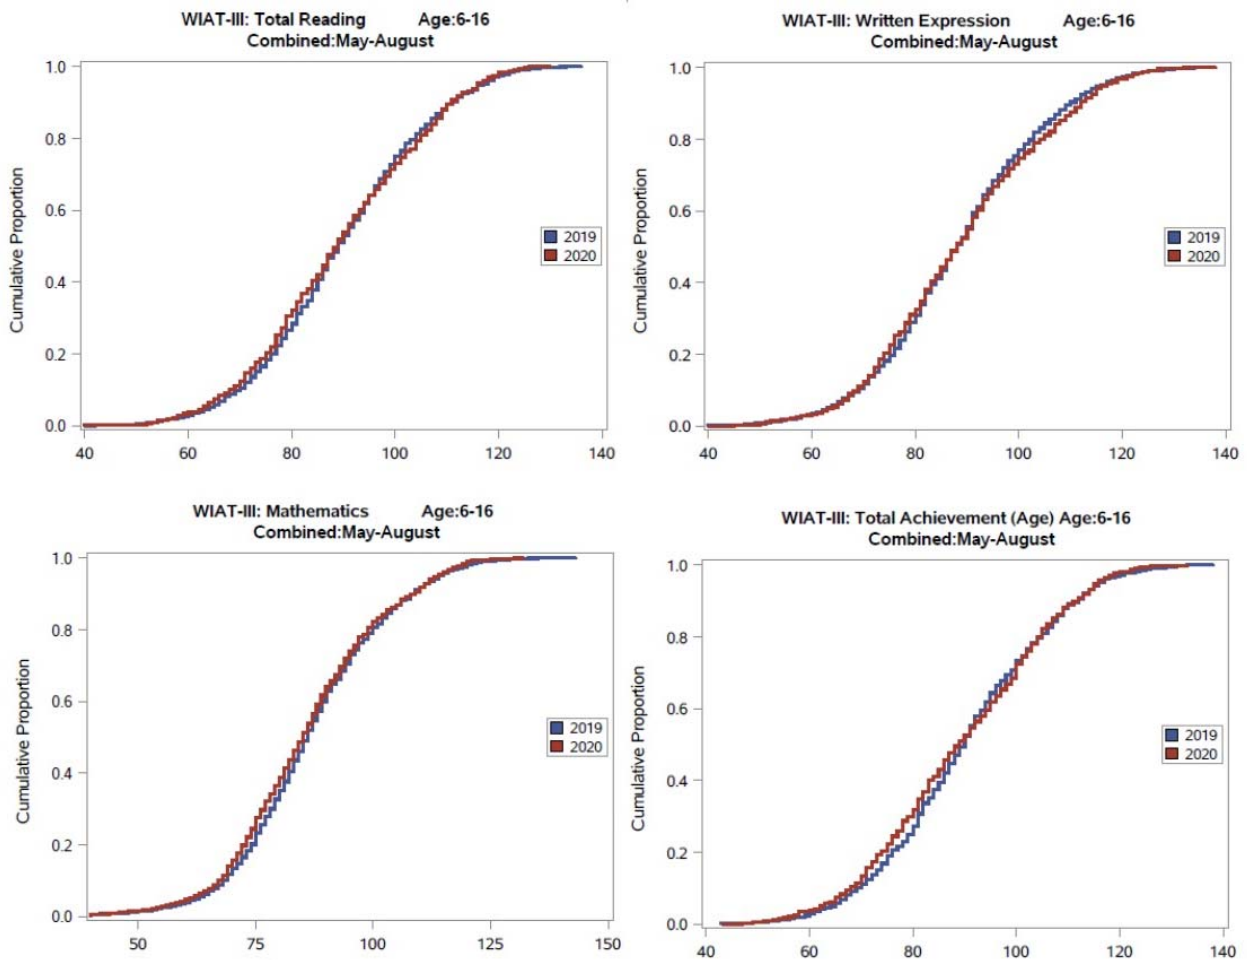 WIAT-III: Total Reading Age:6-16
Combined:May-August
Cumulative Proportion
1.0
0.8
0.6
0.4
0.2
0.0
2019
2020
40 60 80 100 120 140
WIAT-III: Written Expression Age:6-16
Combined:May-August
Cumulative Proportion
1.0
0.8
0.6
0.4
0.2
0.0
2019
2020
40 60 80 100 120 140
WIAT-III: Mathematics Age:6-16
Combined:May-August
Cumulative Proportion
1.0
0.8
0.6
0.4
0.2
0.0
2019
2020
50 75 100 125 150
WIAT-III: Total Achievement (Age) Age:6-16
Combined:May-August
Cumulative Proportion
1.0
0.8
0.6
0.4
0.2
0.0
2019
2020
40 60 80 100 120 140